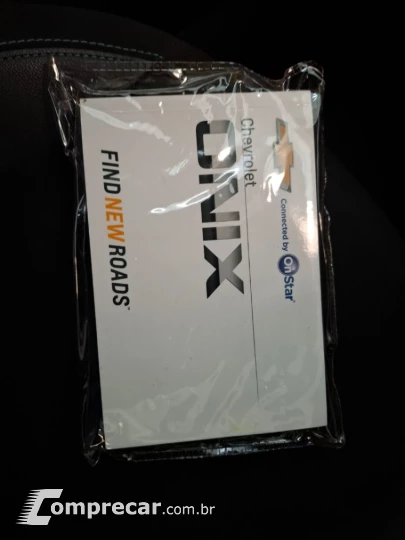 Connected by OnStar
Chevrolet
ONIX
FIND NEW ROADS
Comprecar.com.br